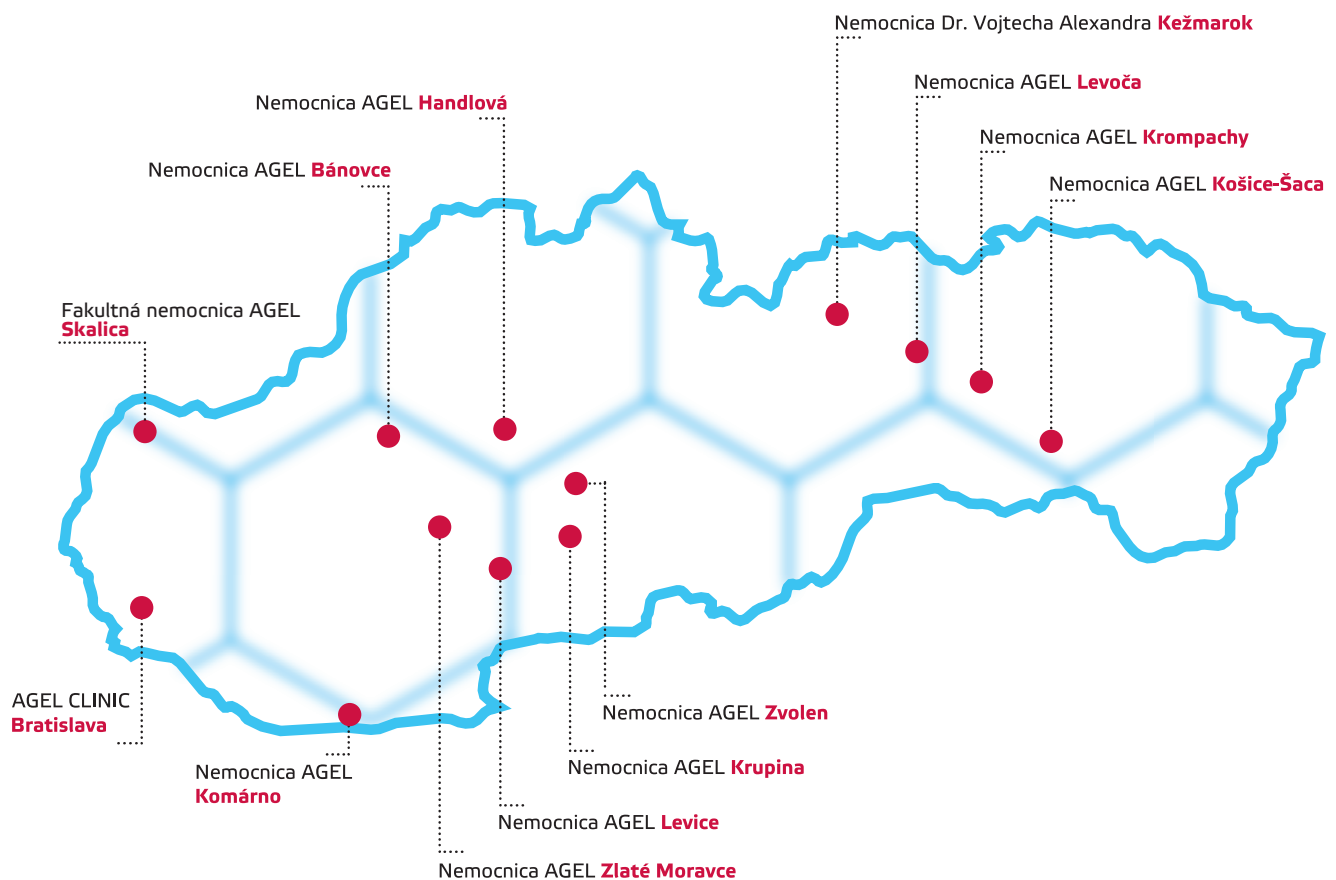 Nemocnica Dr. Vojtecha Alexandra Kežmarok
Nemocnica AGEL Levoča
Nemocnica AGEL Handlová
Nemocnica AGEL Krompachy
Nemocnica AGEL Bánovce
Nemocnica AGEL Košice-Šaca
Fakultná nemocnica AGEL
Skalica
AGEL CLINIC
Bratislava
Nemocnica AGEL Zvolen
Nemocnica AGEL
Komárno
Nemocnica AGEL Krupina
Nemocnica AGEL Levice
Nemocnica AGEL Zlaté Moravce